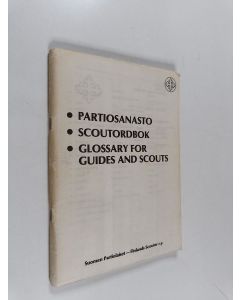 • PARTIOSANASTO
• SCOUTORDBOK
• GLOSSARY FOR
GUIDES AND SCOUTS
Suomen Partiolaiset — Finlands Scouter r.y